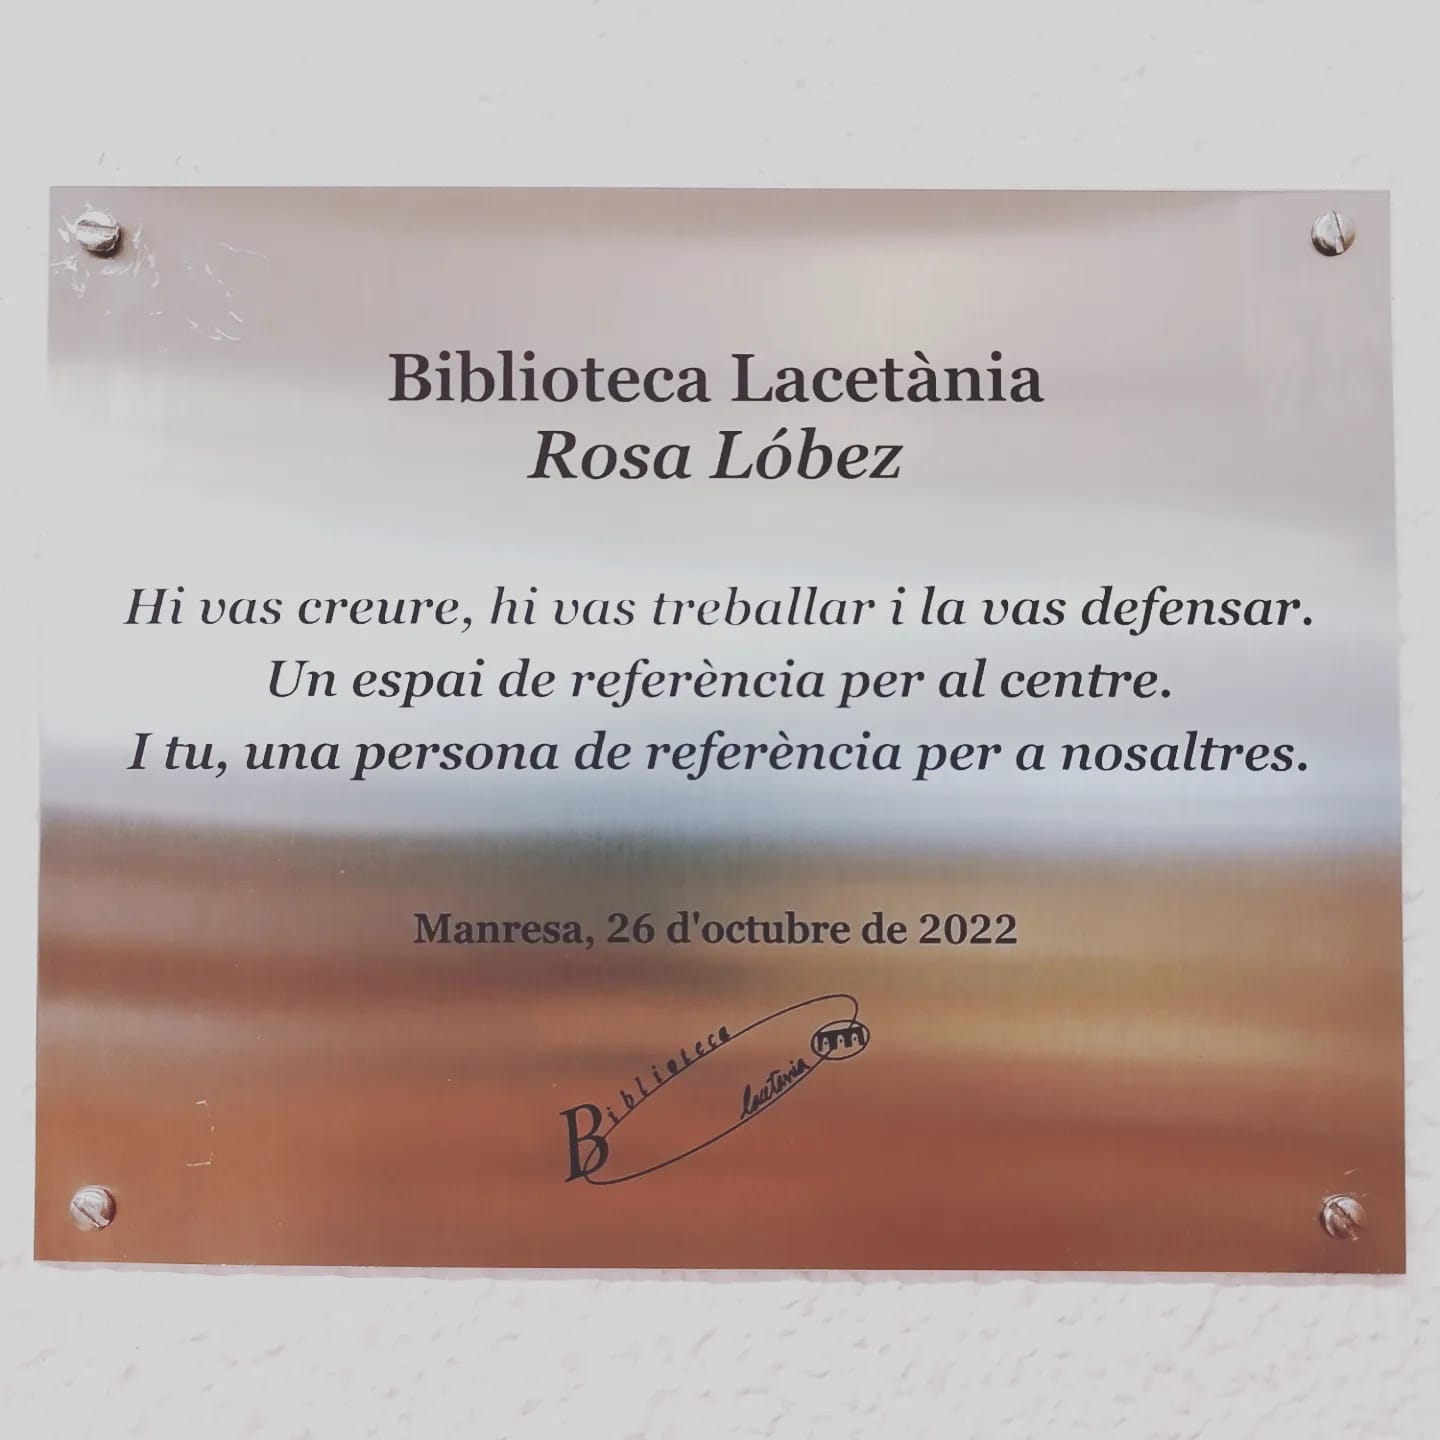 Biblioteca Lacetània
Rosa Lóbez
Hi vas creure, hi vas treballar i la vas defensar.
Un espai de referència per al centre.
I tu, una persona de referència per a nosaltres.
Manresa, 26 d'octubre de 2022
Biblioteca
lacetània